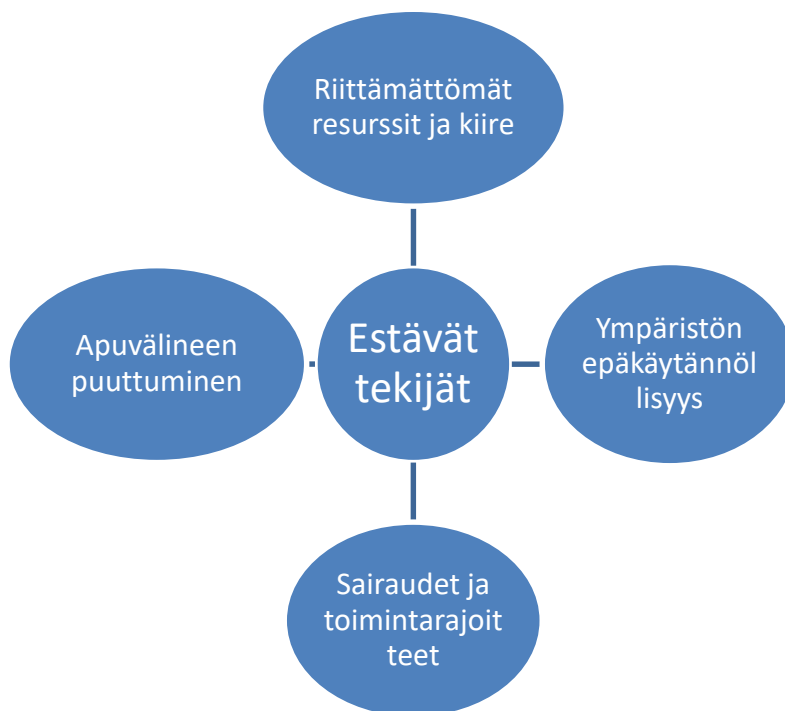 Riittämättömät
resurssit ja kiire
Apuvälineen
puuttuminen
Estävät
tekijät
Ympäristön
epäkäytännöl
lisyys
Sairaudet ja
toimintarajoit
teet